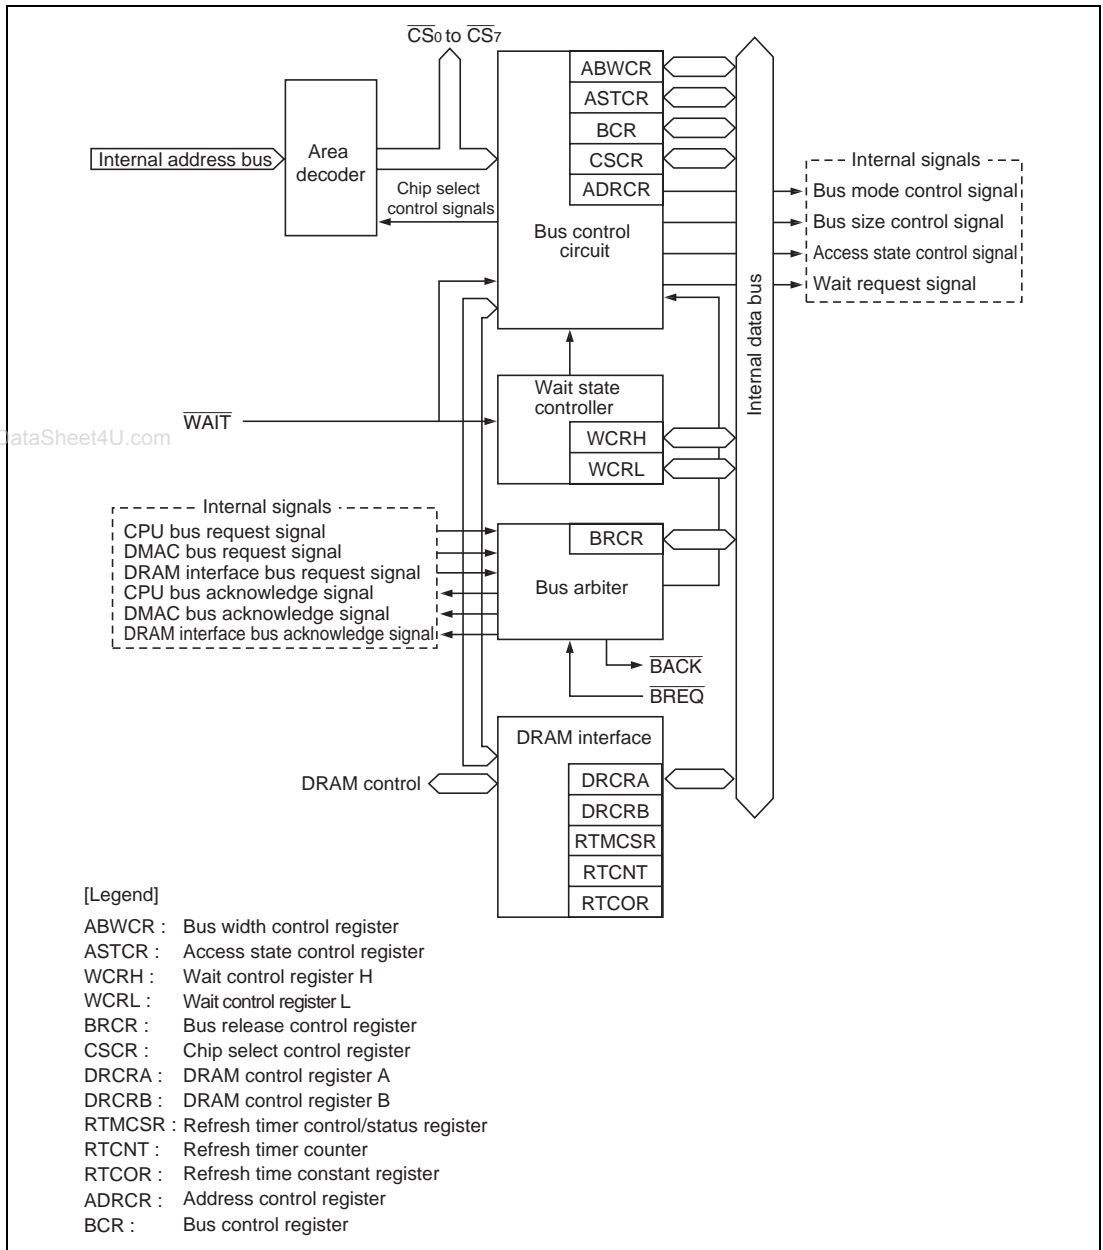 CS0 to CS7
ABWCR
ASTCR
BCR
CSCR
ADRCR
Internal address bus
Area
decoder
Chip select
control signals
Bus control
circuit
Internal signals
Bus mode control signal
Bus size control signal
Access state control signal
Wait request signal
Internal data bus
Wait state
controller
WAIT
WCRH
WCRL
ataSheet4U.com
Internal signals
CPU bus request signal
DMAC bus request signal
DRAM interface bus request signal
CPU bus acknowledge signal
DMAC bus acknowledge signal
DRAM interface bus acknowledge signal
BRCR
Bus arbiter
BACK
BREQ
DRAM interface
DRAM control
DRCRA
DRCRB
RTMCSR
RTCNT
RTCOR
[Legend]
ABWCR : Bus width control register
ASTCR : Access state control register
WCRH : Wait control register H
WCRL : Wait control register L
BRCR : Bus release control register
CSCR : Chip select control register
DRCRA : DRAM control register A
DRCRB : DRAM control register B
RTMCSR : Refresh timer control/status register
RTCNT : Refresh timer counter
RTCOR : Refresh time constant register
ADRCR : Address control register
BCR : Bus control register